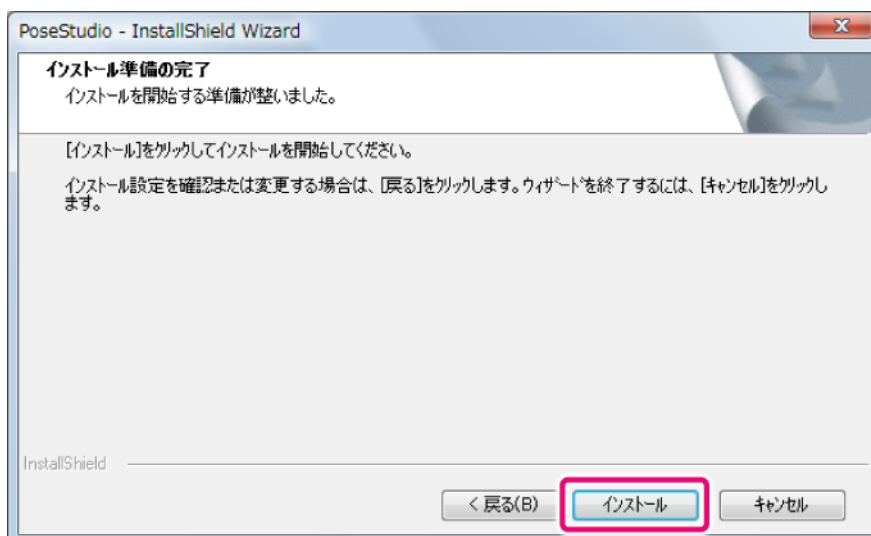 PoseStudio - InstallShield Wizard
インストール準備の完了
インストールを開始する準備が整いました。
[インストール]をクリックしてインストールを開始してください。
インストール設定を確認または変更する場合は、[戻る]をクリックします。ウィザードを終了するには、[キャンセル]をクリックし
ます。
InstallShield
< 戻る(B)
インストール
キャンセル